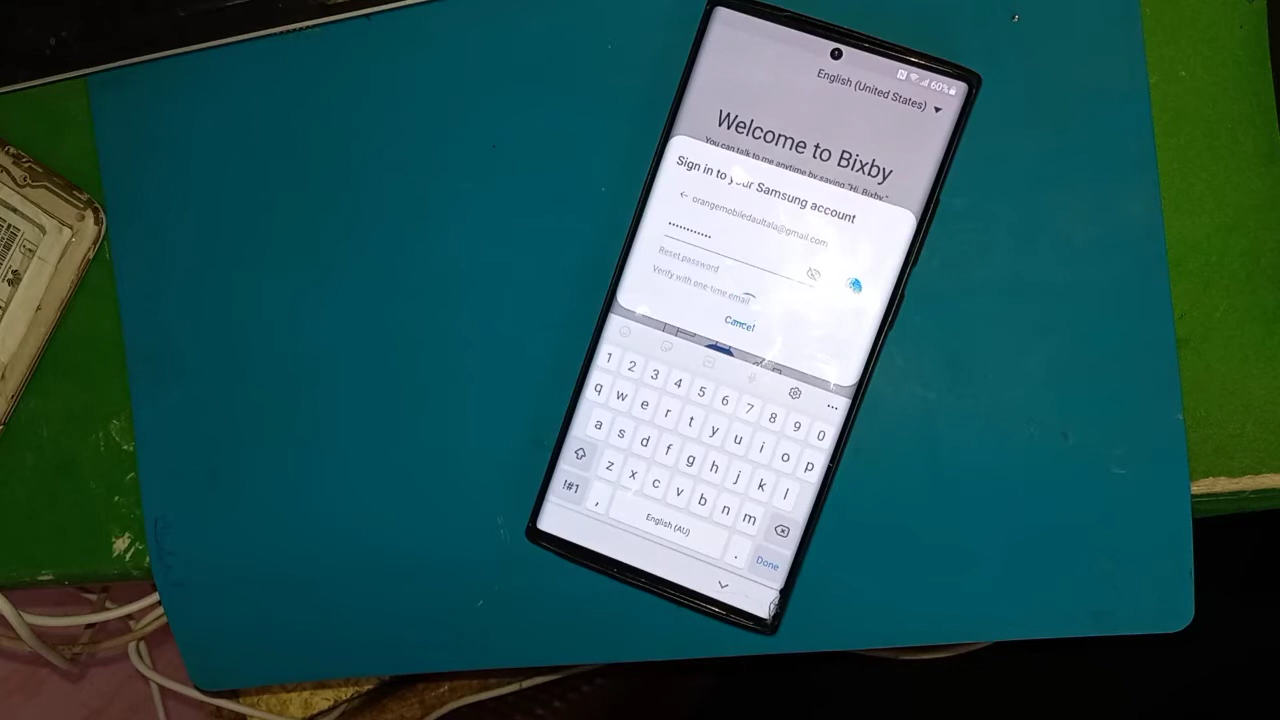 60%
English (United States)
Welcome to Bixby
You can talk to me anytime by saying "Hi, Bixby"
Sign in to your Samsung account
orangemobiledaultala@gmail.com
••••••••••••
Reset password
Verify with one-time email
Cancel
1 2 3 4 5 6 7 8 9 0
q w e r t y u i o p
a s d f g h j k l
z x c v b n m
!#1 , English (AU) . Done